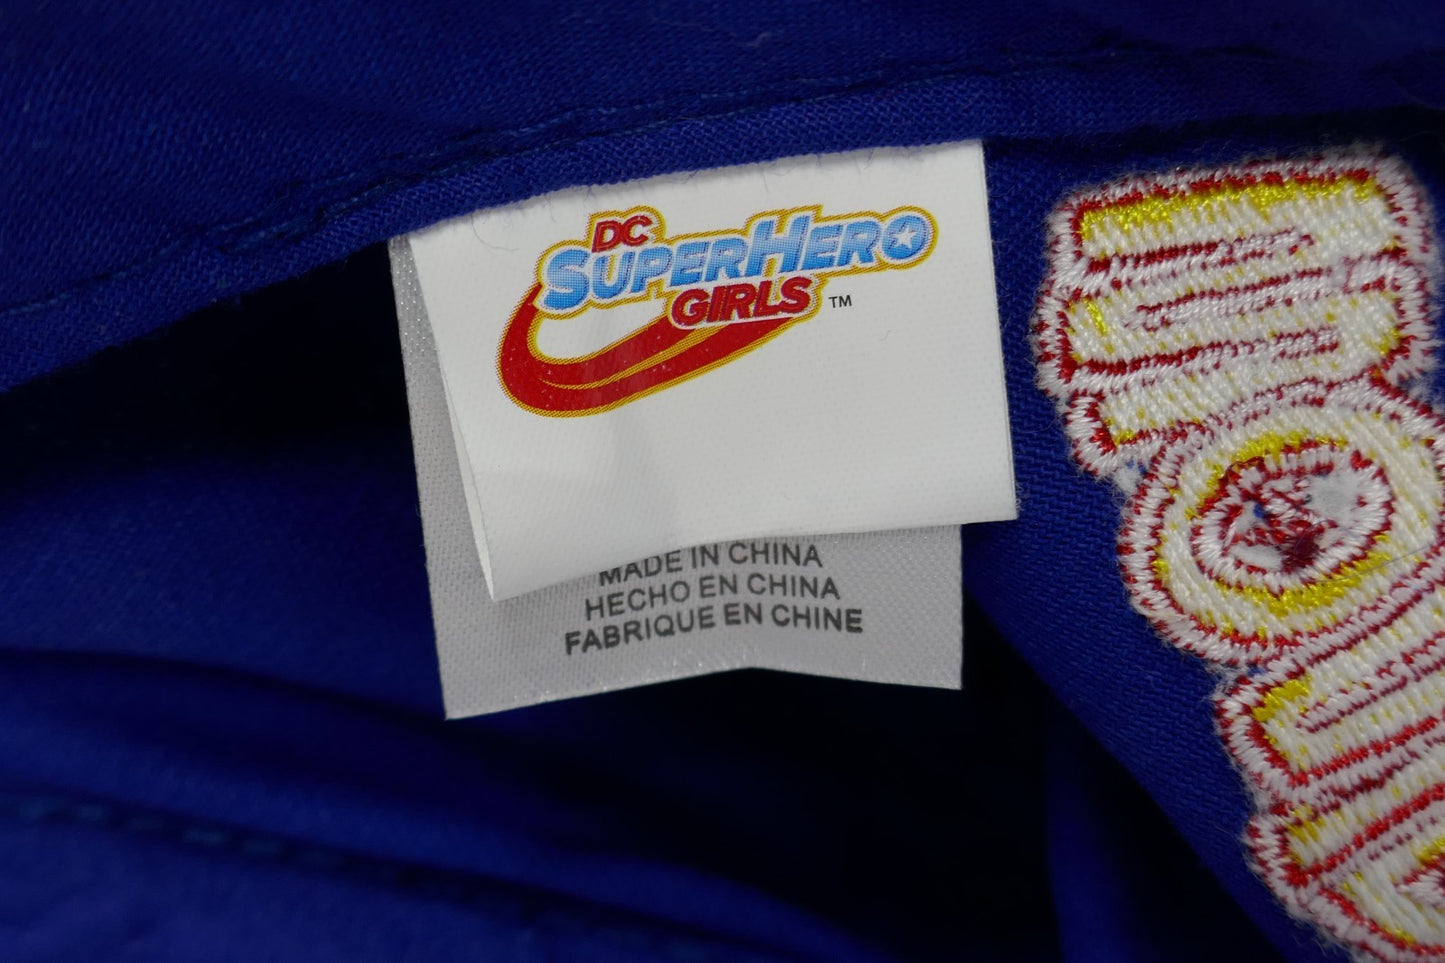 DC
SUPERHERO
GIRLS ™
MADE IN CHINA
HECHO EN CHINA
FABRIQUE EN CHINE